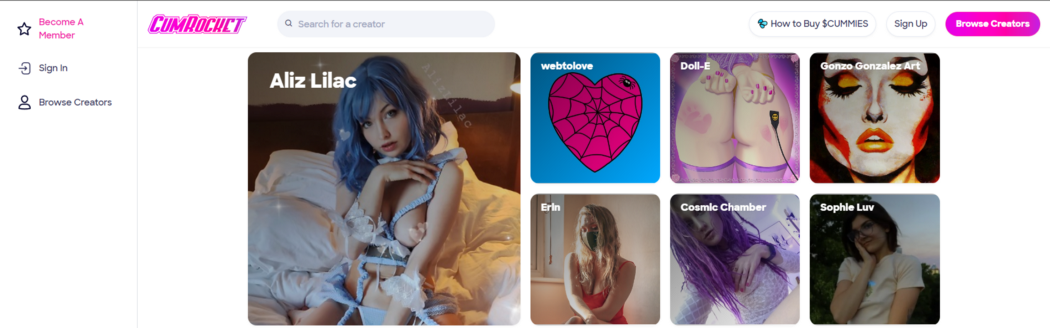 Become A
Member
Sign In
Browse Creators
CUMROCKET
Search for a creator
How to Buy $CUMMIES
Sign Up
Browse Creators
Aliz Lilac
AlizLilac
webtolove
Doll-E
Gonzo Gonzalez Art
Erin
Cosmic Chamber
Sophie Luv